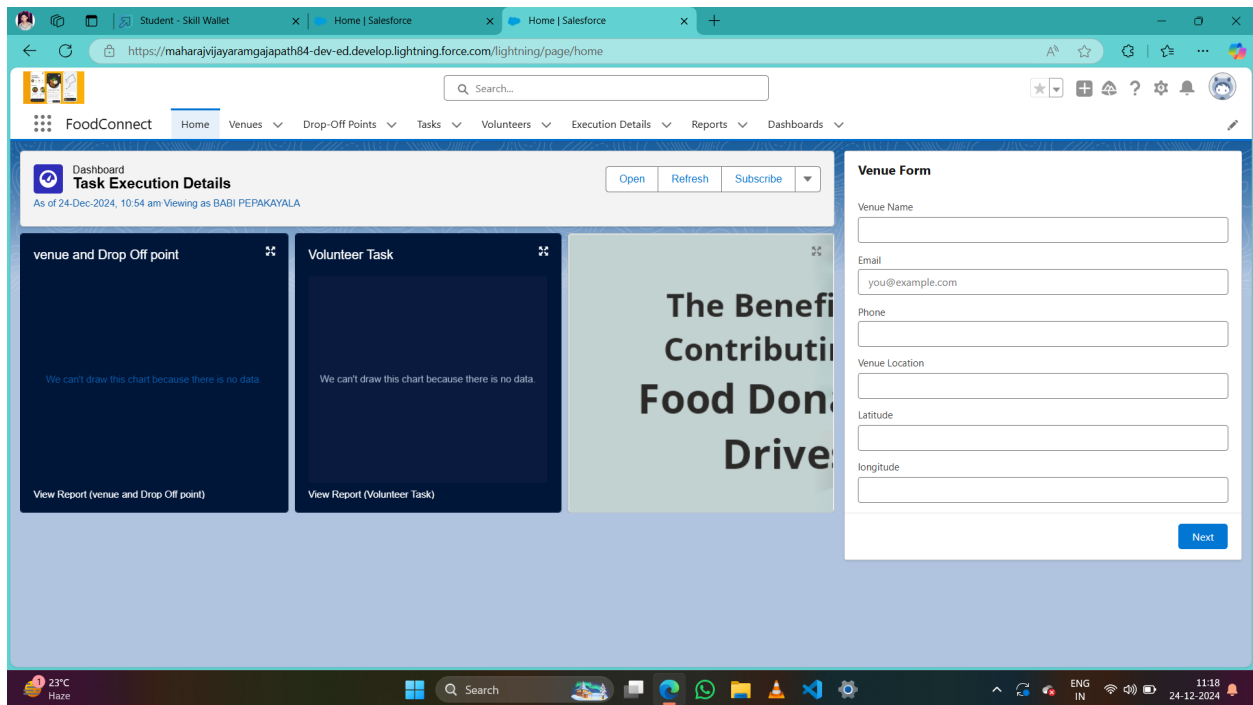 Student - Skill Wallet
Home | Salesforce
Home | Salesforce
https://maharajvijayaramgajapath84-dev-ed.develop.lightning.force.com/lightning/page/home
Search...
FoodConnect
Home
Venues
Drop-Off Points
Tasks
Volunteers
Execution Details
Reports
Dashboards
Dashboard
Task Execution Details
As of 24-Dec-2024, 10:54 am·Viewing as BABI PEPAKAYALA
Open
Refresh
Subscribe
venue and Drop Off point
We can't draw this chart because there is no data.
View Report (venue and Drop Off point)
Volunteer Task
We can't draw this chart because there is no data.
View Report (Volunteer Task)
The Benefi
Contributi
Food Don
Drive
Venue Form
Venue Name
Email
you@example.com
Phone
Venue Location
Latitude
longitude
Next
1
23°C
Haze
Search
ENG
IN
11:18
24-12-2024